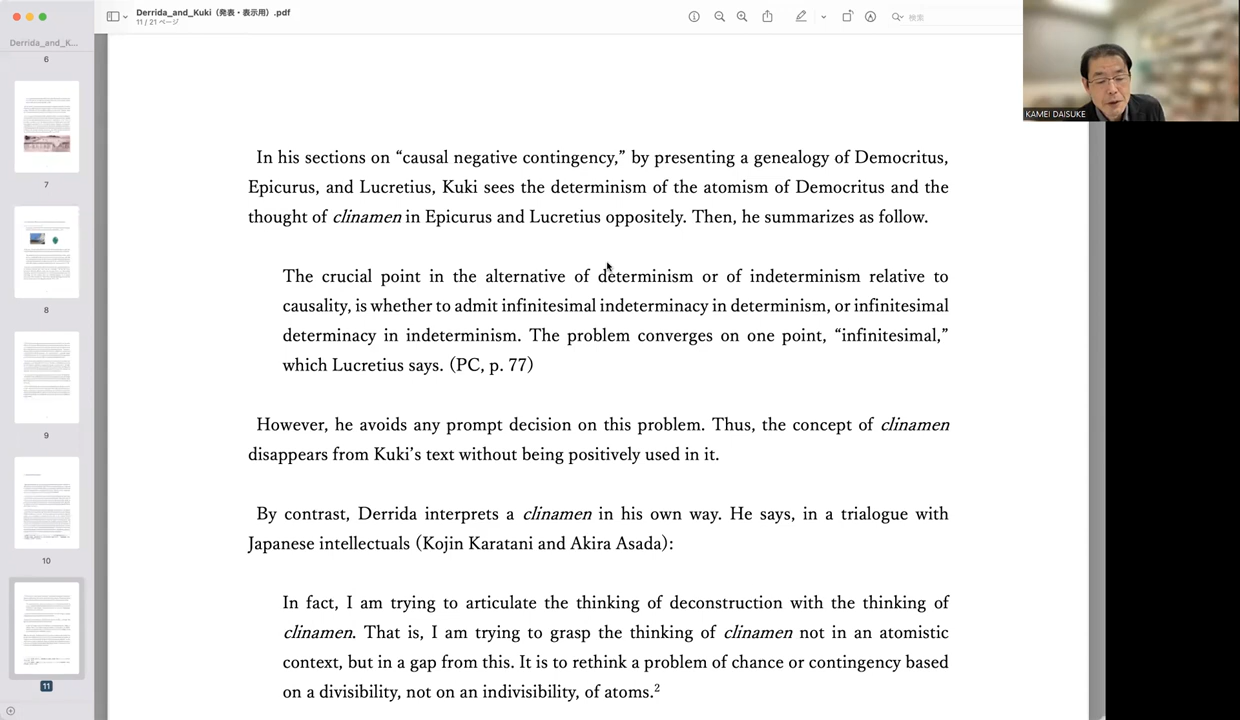 Derrida_and_Kuki（発表・表示用）.pdf
11 / 21 ページ
検索
Derrida_and_K...
6
7
8
9
10
11
KAMEI DAISUKE
In his sections on “causal negative contingency,” by presenting a genealogy of Democritus,
Epicurus, and Lucretius, Kuki sees the determinism of the atomism of Democritus and the
thought of clinamen in Epicurus and Lucretius oppositely. Then, he summarizes as follow.
The crucial point in the alternative of determinism or of indeterminism relative to
causality, is whether to admit infinitesimal indeterminacy in determinism, or infinitesimal
determinacy in indeterminism. The problem converges on one point, “infinitesimal,”
which Lucretius says. (PC, p. 77)
However, he avoids any prompt decision on this problem. Thus, the concept of clinamen
disappears from Kuki’s text without being positively used in it.
By contrast, Derrida interprets a clinamen in his own way. He says, in a trialogue with
Japanese intellectuals (Kojin Karatani and Akira Asada):
In fact, I am trying to articulate the thinking of deconstruction with the thinking of
clinamen. That is, I am trying to grasp the thinking of clinamen not in an atomistic
context, but in a gap from this. It is to rethink a problem of chance or contingency based
on a divisibility, not on an indivisibility, of atoms.²